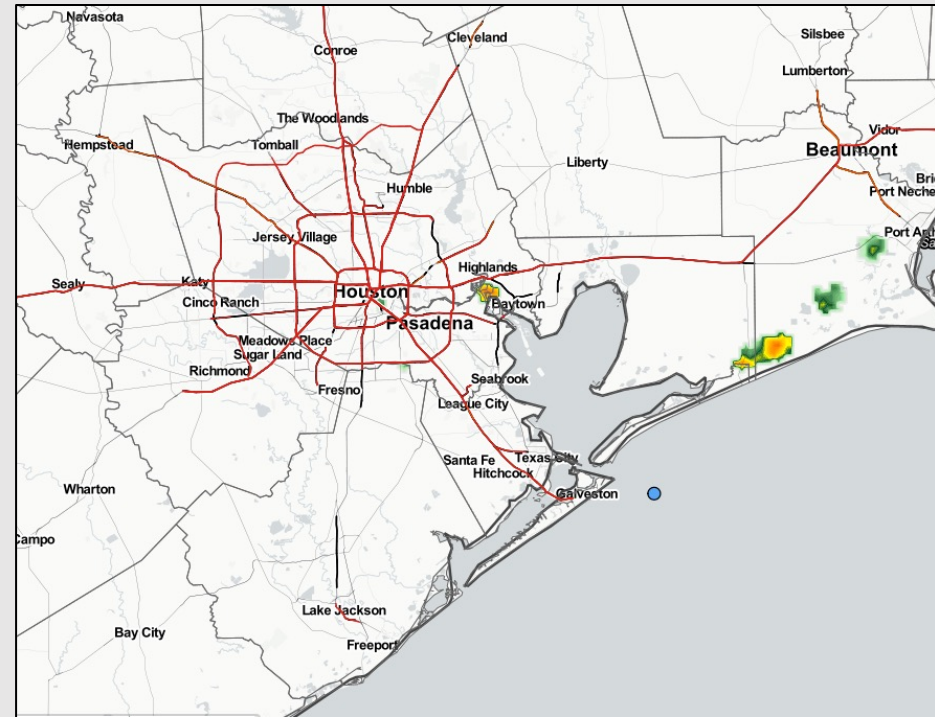 Navasota
Cleveland
Silsbee
Conroe
Lumberton
The Woodlands
Vidor
Hempstead
Tomball
Beaumont
Liberty
Humble
Port Neche
Port Ar
Jersey Village
Highlands
Sealy
Katy
Houston
Cinco Ranch
Baytown
Pasadena
Meadows Place
Sugar Land
Richmond
Seabrook
Fresno
League City
Santa Fe
Texas City
Hitchcock
Wharton
Galveston
Campo
Lake Jackson
Bay City
Freeport